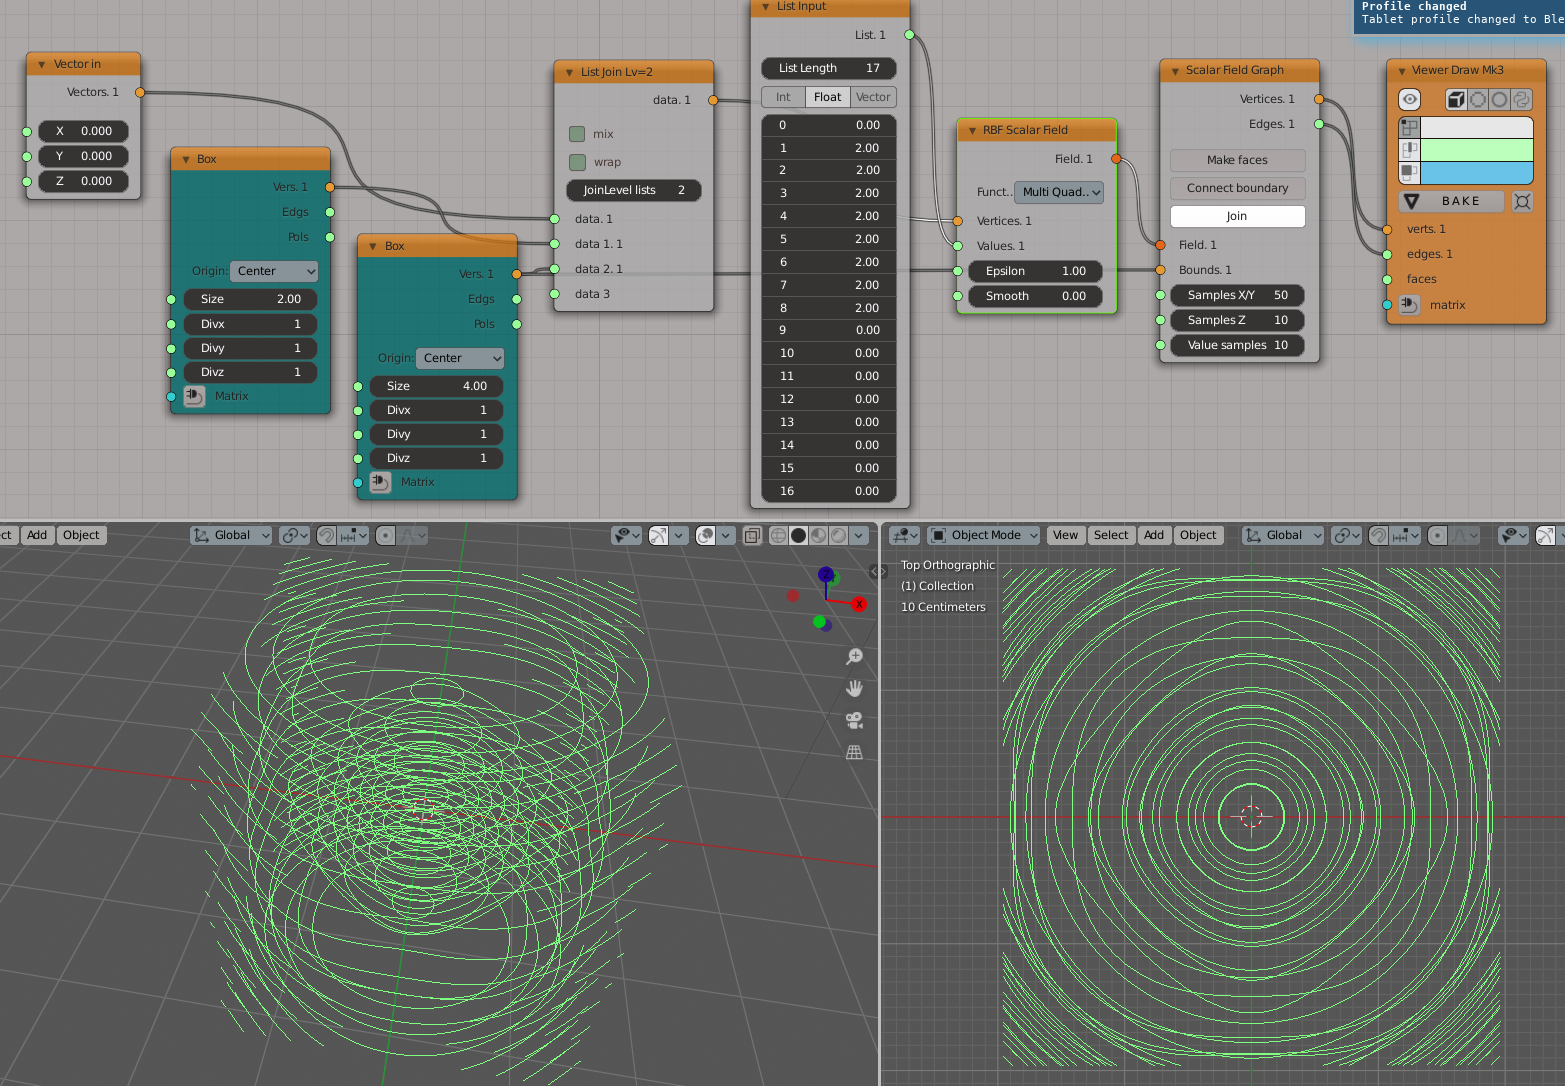 Profile changed
Tablet profile changed to Ble
Vector in
Vectors. 1
X 0.000
Y 0.000
Z 0.000
Box
Vers. 1
Edgs
Pols
Origin: Center
Size 2.00
Divx 1
Divy 1
Divz 1
Matrix
Box
Vers. 1
Edgs
Pols
Origin: Center
Size 4.00
Divx 1
Divy 1
Divz 1
Matrix
List Join Lv=2
data. 1
mix
wrap
JoinLevel lists 2
data. 1
data 1. 1
data 2. 1
data 3
List Input
List. 1
List Length 17
Int Float Vector
0 0.00
1 2.00
2 2.00
3 2.00
4 2.00
5 2.00
6 2.00
7 2.00
8 2.00
9 0.00
10 0.00
11 0.00
12 0.00
13 0.00
14 0.00
15 0.00
16 0.00
RBF Scalar Field
Field. 1
Funct.. Multi Quad..
Vertices. 1
Values. 1
Epsilon 1.00
Smooth 0.00
Scalar Field Graph
Vertices. 1
Edges. 1
Make faces
Connect boundary
Join
Field. 1
Bounds. 1
Samples X/Y 50
Samples Z 10
Value samples 10
Viewer Draw Mk3
BAKE
verts. 1
edges. 1
faces
matrix
ct Add Object Global
Z
Y
X
Object Mode View Select Add Object Global
Top Orthographic
(1) Collection
10 Centimeters